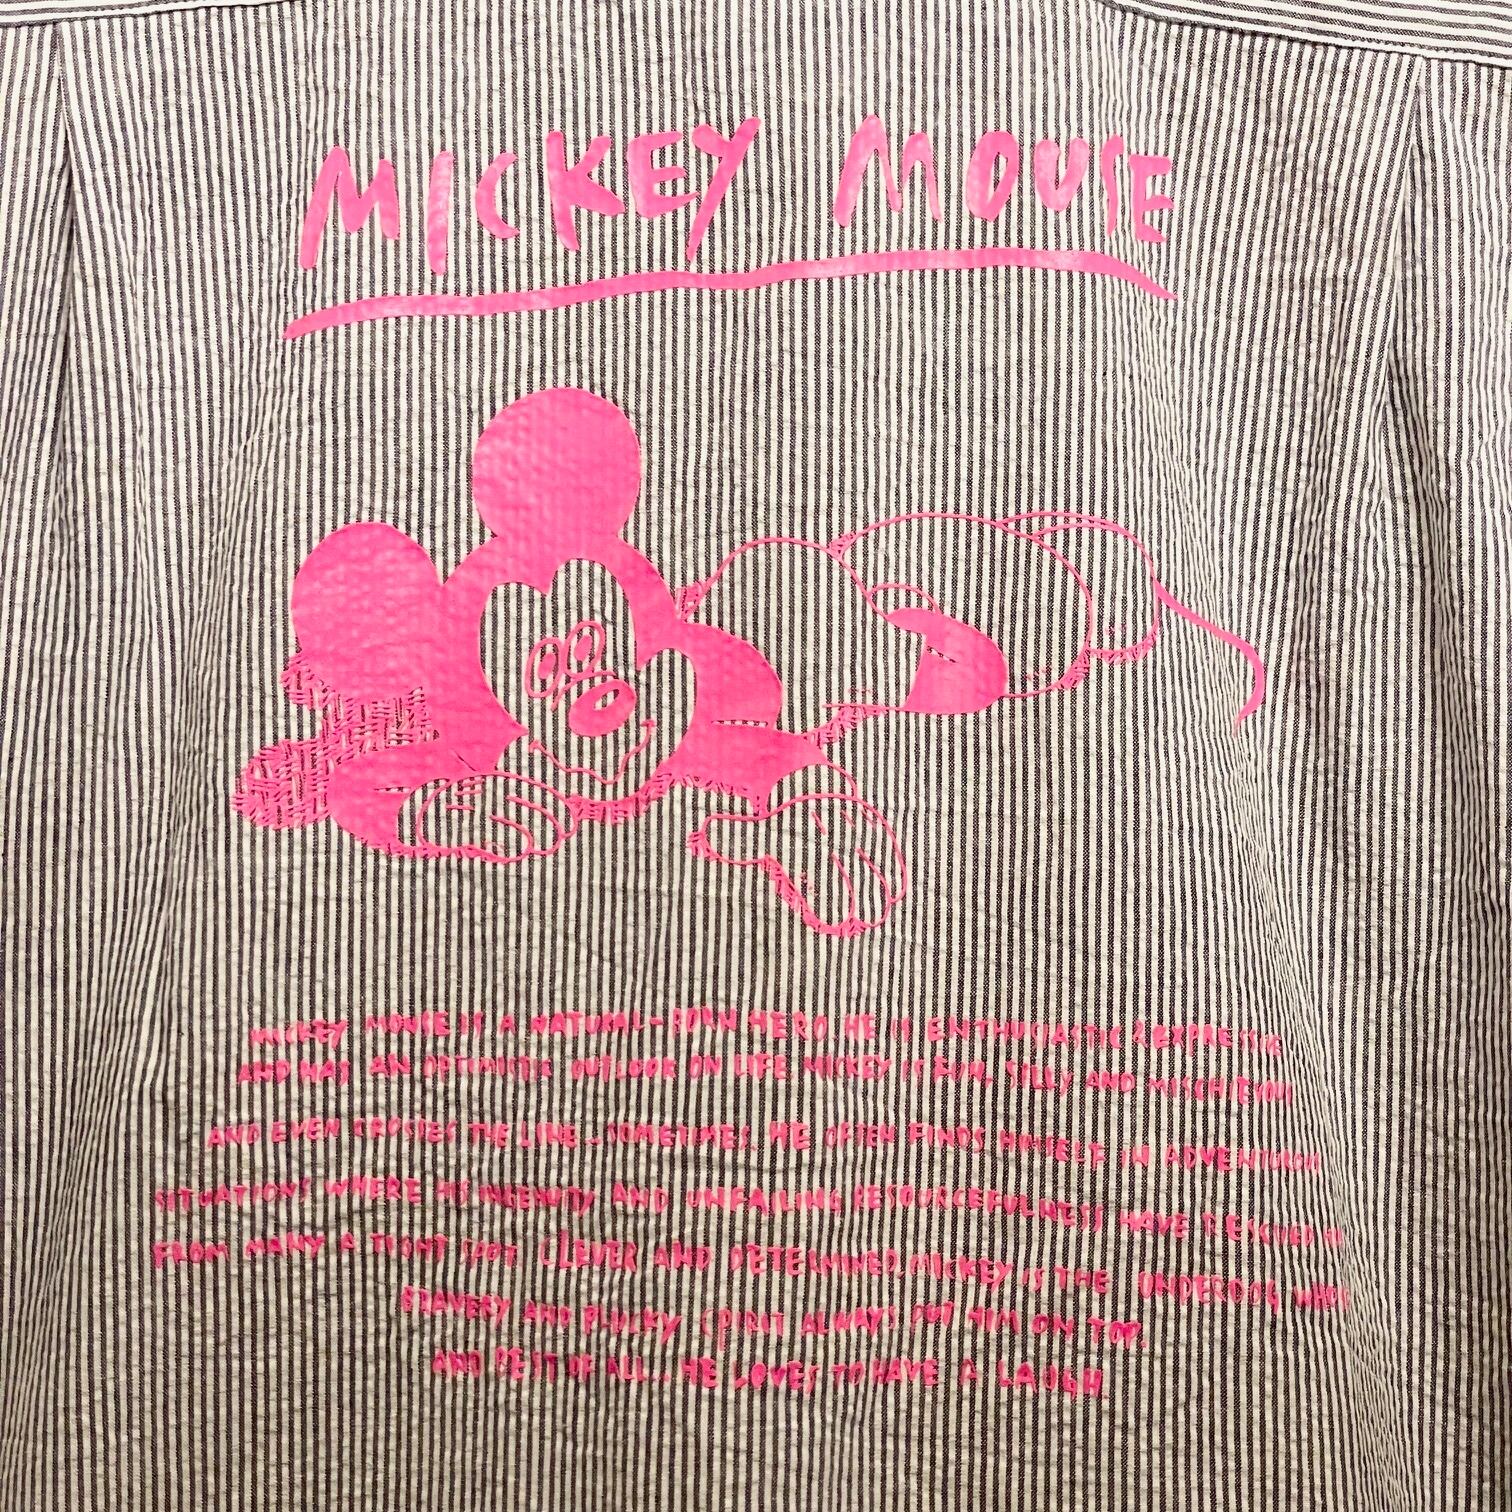 MICKEY MOUSE
MICKEY MOUSE IS A NATURAL-BORN HERO. HE IS ENTHUSIASTIC & EXPRESSIVE
AND HAS AN OPTIMISTIC OUTLOOK ON LIFE. MICKEY IS FUN, SILLY AND MISCHIEVOUS
AND EVEN CROSSES THE LINE - SOMETIMES. HE OFTEN FINDS HIMSELF IN ADVENTUROUS
SITUATIONS WHERE HIS INGENUITY AND UNFAILING RESOURCEFULNESS HAVE RESCUED
FROM MANY A TIGHT SPOT. CLEVER AND DETERMINED, MICKEY IS THE UNDERDOG WHOSE
BRAVERY AND PLUCKY SPIRIT ALWAYS PUT HIM ON TOP.
AND BEST OF ALL... HE LOVES TO HAVE A LAUGH